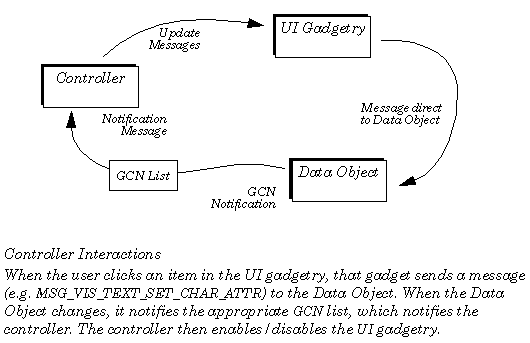 UI Gadgetry
Update
Messages
Controller
Message direct
to Data Object
Notification
Message
GCN List
Data Object
GCN
Notification
Controller Interactions
When the user clicks an item in the UI gadgetry, that gadget sends a message
(e.g. MSG_VIS_TEXT_SET_CHAR_ATTR) to the Data Object. When the Data
Object changes, it notifies the appropriate GCN list, which notifies the
controller. The controller then enables/disables the UI gadgetry.